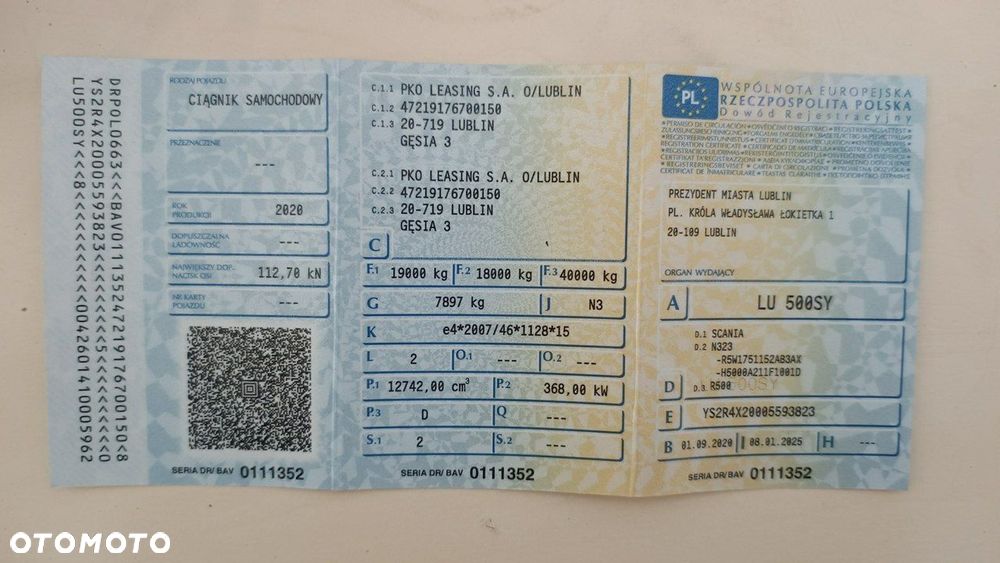 DRPOL0663<<BAV0111352472191767001 50<8
YS2R4X20005593823<<<<<<<5<<<<<<<<<0
LU500SY<<8<<<<<<<<<<<004260141000 5962
RODZAJ POJAZDU
CIĄGNIK SAMOCHODOWY
PRZEZNACZENIE
---
ROK
PRODUKCJI
2020
DOPUSZCZALNA
ŁADOWNOŚĆ
---
NAJWIĘKSZY DOP.
NACISK OSI
112,70 kN
NR KARTY
POJAZDU
---
SERIA DR/BAV 0111352
C.1.1 PKO LEASING S.A. O/LUBLIN
C.1.2 47219176700150
C.1.3 20-719 LUBLIN
GĘSIA 3
C.2.1 PKO LEASING S.A. O/LUBLIN
C.2.2 47219176700150
C.2.3 20-719 LUBLIN
GĘSIA 3
C
F.1 19000 kg F.2 18000 kg F.3 40000 kg
G 7897 kg J N3
K e4*2007/46*1128*15
L 2 O.1 --- O.2 ---
P.1 12742,00 cm³ P.2 368,00 kW
P.3 D Q ---
S.1 2 S.2 ---
SERIA DR/BAV 0111352
PL
WSPÓLNOTA EUROPEJSKA
RZECZPOSPOLITA POLSKA
Dowód Rejestracyjny
PREZYDENT MIASTA LUBLIN
PL. KRÓLA WŁADYSŁAWA ŁOKIETKA 1
20-109 LUBLIN
ORGAN WYDAJĄCY
A LU 500SY
D.1 SCANIA
D.2 N323
-R5W1751152AB3AX
-H5000A211F1001D
D D.3 R500
E YS2R4X20005593823
B 01.09.2020 I 08.01.2025 H ---
SERIA DR/BAV 0111352
OTOMOTO